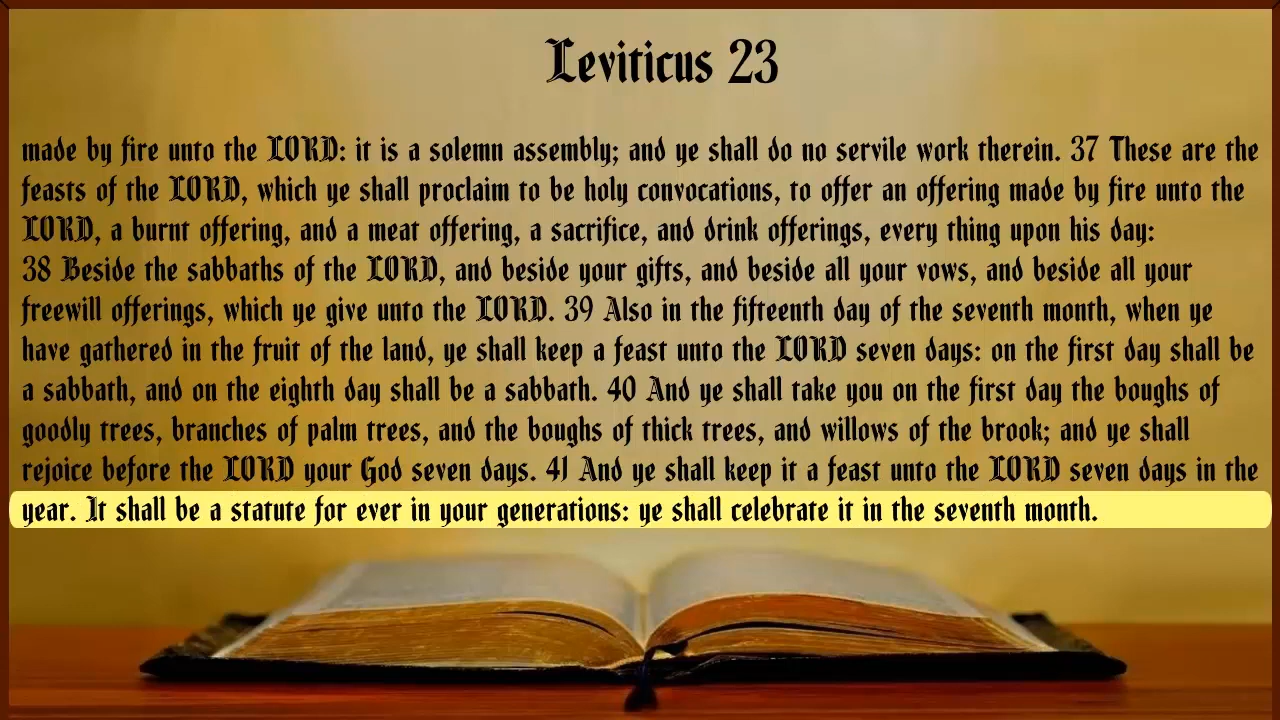 Leviticus 23
made by fire unto the LORD: it is a solemn assembly; and ye shall do no servile work therein. 37 These are the
feasts of the LORD, which ye shall proclaim to be holy convocations, to offer an offering made by fire unto the
LORD, a burnt offering, and a meat offering, a sacrifice, and drink offerings, every thing upon his day:
38 Beside the sabbaths of the LORD, and beside your gifts, and beside all your vows, and beside all your
freewill offerings, which ye give unto the LORD. 39 Also in the fifteenth day of the seventh month, when ye
have gathered in the fruit of the land, ye shall keep a feast unto the LORD seven days: on the first day shall be
a sabbath, and on the eighth day shall be a sabbath. 40 And ye shall take you on the first day the boughs of
goodly trees, branches of palm trees, and the boughs of thick trees, and willows of the brook; and ye shall
rejoice before the LORD your God seven days. 41 And ye shall keep it a feast unto the LORD seven days in the
year. It shall be a statute for ever in your generations: ye shall celebrate it in the seventh month.